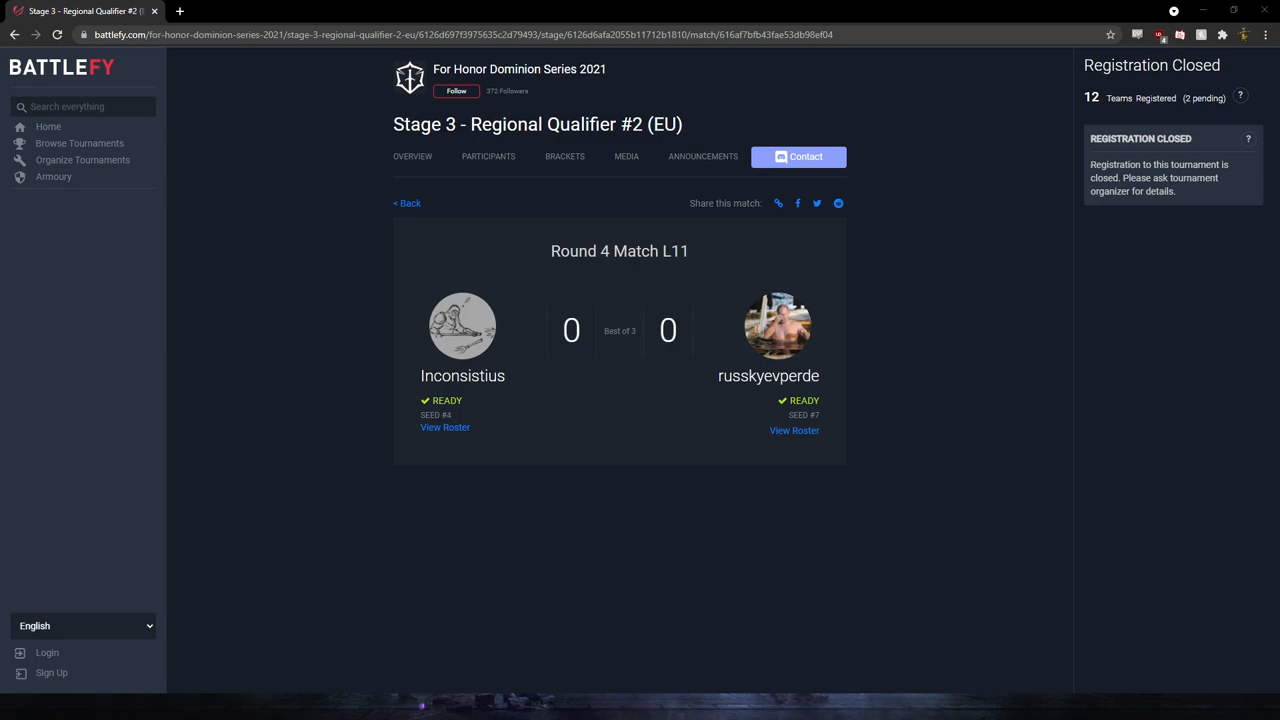 Stage 3 - Regional Qualifier #2 (E
battlefy.com/for-honor-dominion-series-2021/stage-3-regional-qualifier-2-eu/6126d697f3975635c2d79493/stage/6126d6afa2055b11712b1810/match/616af7bfb43fae53db98ef04
BATTLEFY
Search everything
Home
Browse Tournaments
Organize Tournaments
Armoury
English
Login
Sign Up
For Honor Dominion Series 2021
Follow 372 Followers
Stage 3 - Regional Qualifier #2 (EU)
OVERVIEW PARTICIPANTS BRACKETS MEDIA ANNOUNCEMENTS Contact
< Back Share this match:
Round 4 Match L11
0 Best of 3 0
Inconsistius russkyevperde
READY READY
SEED #4 SEED #7
View Roster View Roster
Registration Closed
12 Teams Registered (2 pending) ?
REGISTRATION CLOSED ?
Registration to this tournament is
closed. Please ask tournament
organizer for details.